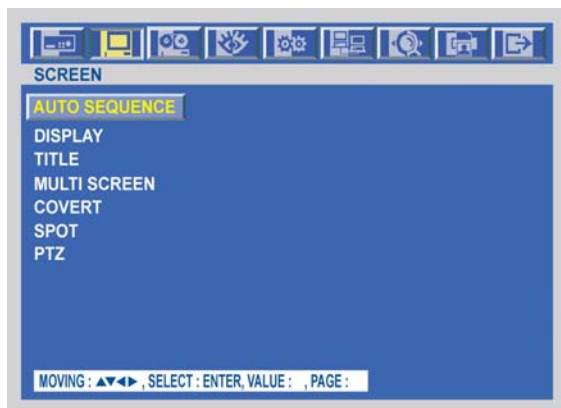 SCREEN
AUTO SEQUENCE
DISPLAY
TITLE
MULTI SCREEN
COVERT
SPOT
PTZ
MOVING : ▲▼◀▶ , SELECT : ENTER, VALUE :   , PAGE :